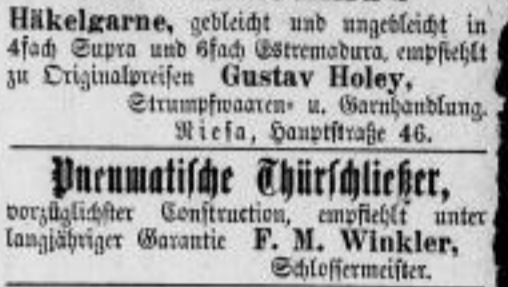 Häkelgarne, gebleicht und ungebleicht in
4fach Supra und 6fach Estremadura, empfiehlt
zu Originalpreisen Gustav Holey,
Strumpfwaaren- u. Garnhandlung.
Riesa, Hauptstraße 46.
Pneumatische Thürschließer,
vorzüglichster Construction, empfiehlt unter
langjähriger Garantie F. M. Winkler,
Schlossermeister.